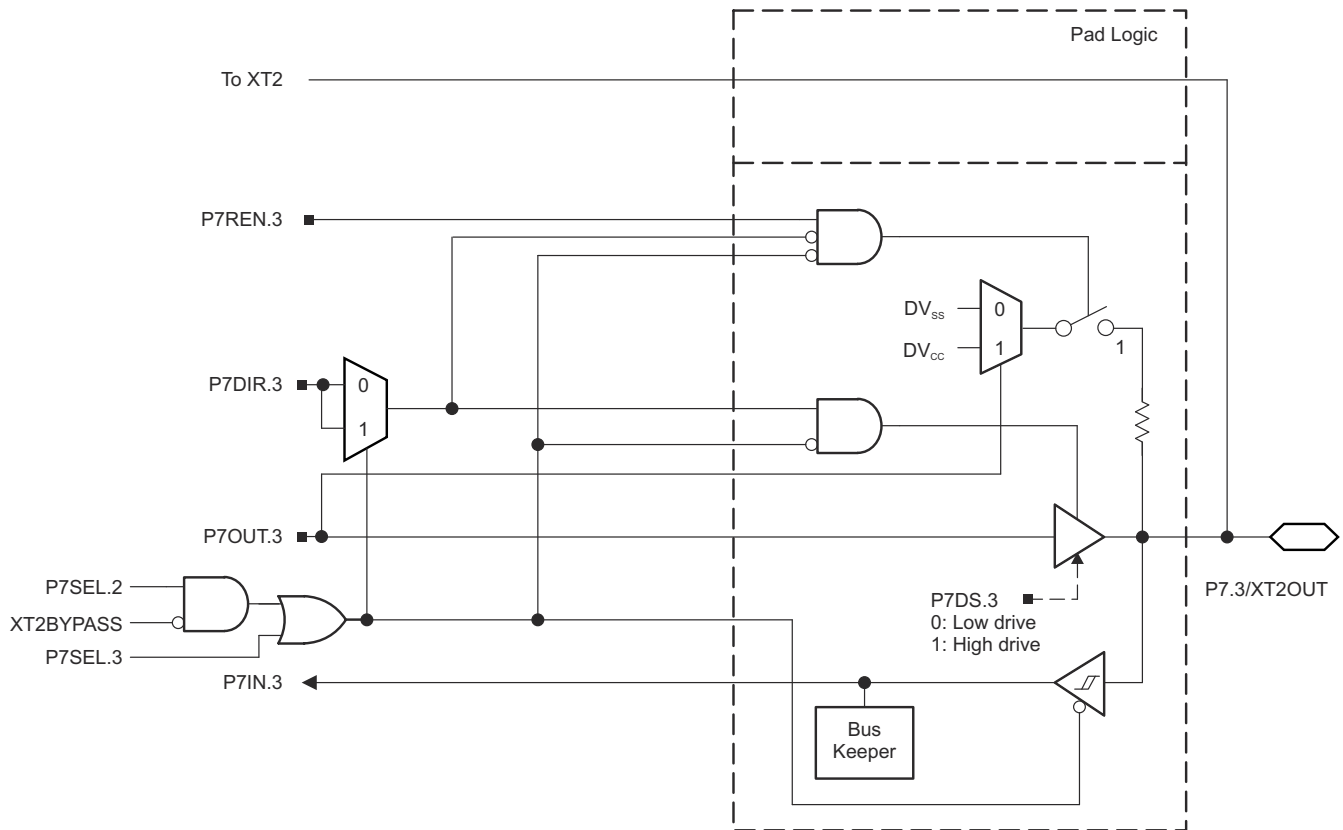 Pad Logic
To XT2
P7REN.3
DVSS
0
DVCC
1
1
P7DIR.3
0
1
P7OUT.3
P7SEL.2
XT2BYPASS
P7SEL.3
P7DS.3
0: Low drive
1: High drive
P7.3/XT2OUT
P7IN.3
Bus
Keeper